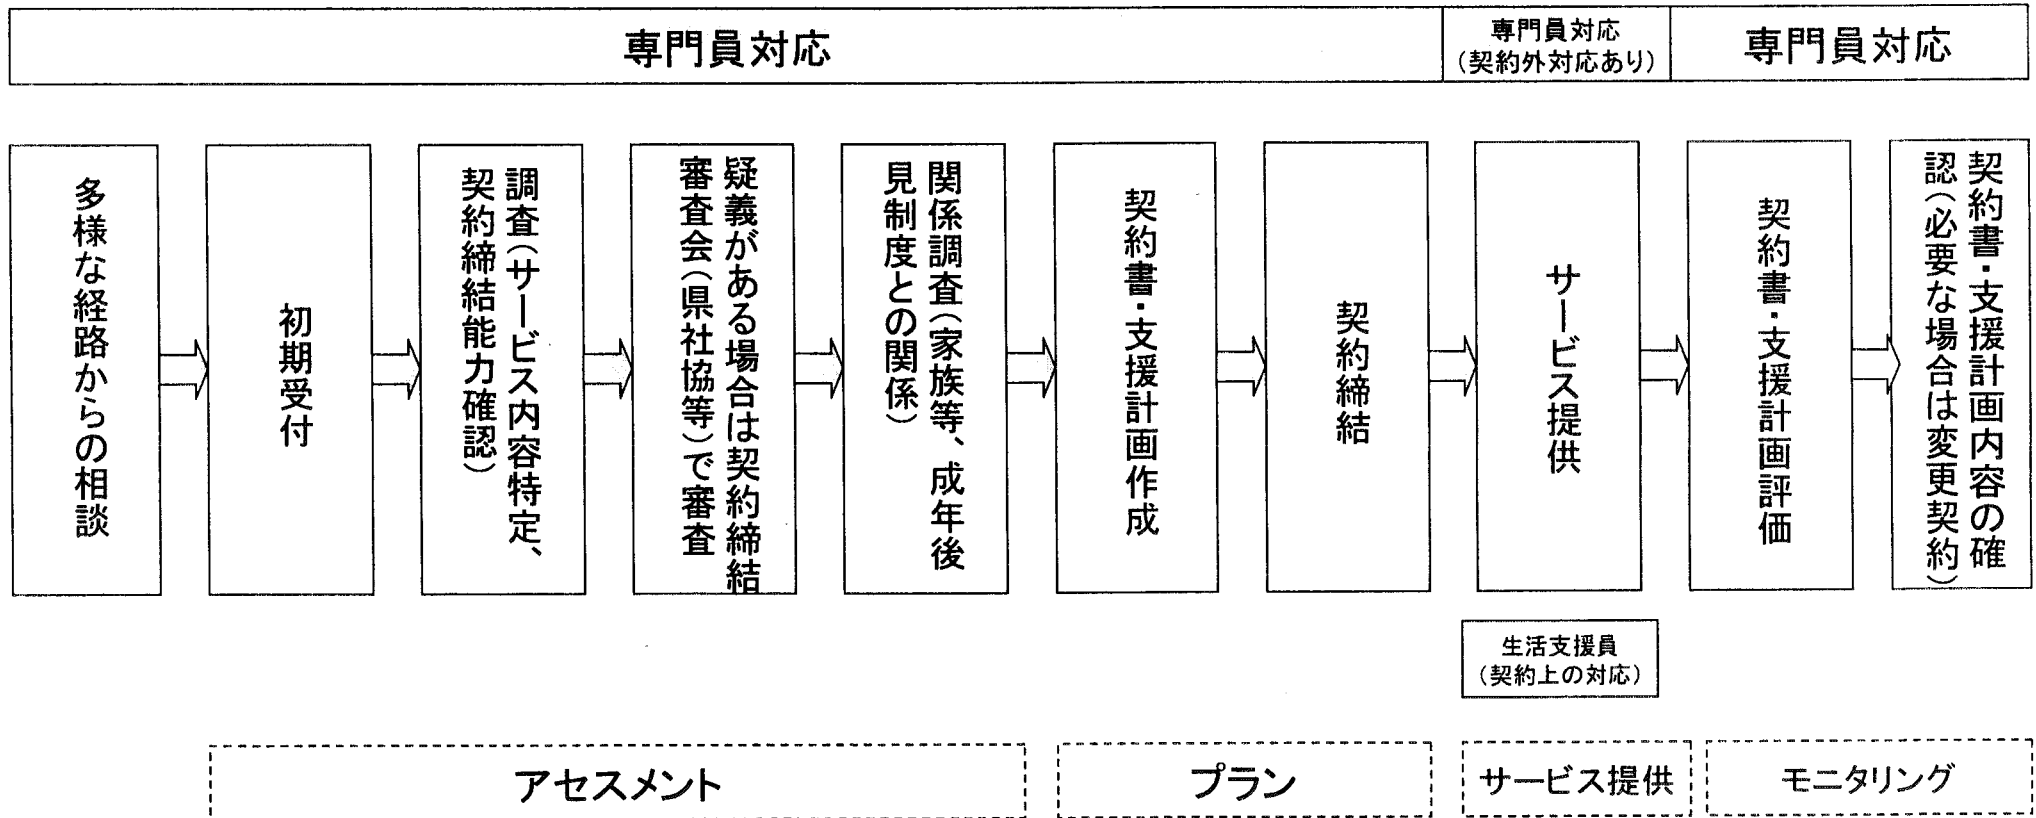 専門員対応
専門員対応
(契約外対応あり)
専門員対応
多様な経路からの相談
初期受付
調査(サービス内容特定、
契約締結能力確認)
疑義がある場合は契約締結
審査会(県社協等)で審査
関係調査(家族等、成年後
見制度との関係)
契約書・支援計画作成
契約締結
サービス提供
契約書・支援計画評価
契約書・支援計画内容の確
認(必要な場合は変更契約)
生活支援員
(契約上の対応)
アセスメント
プラン
サービス提供
モニタリング